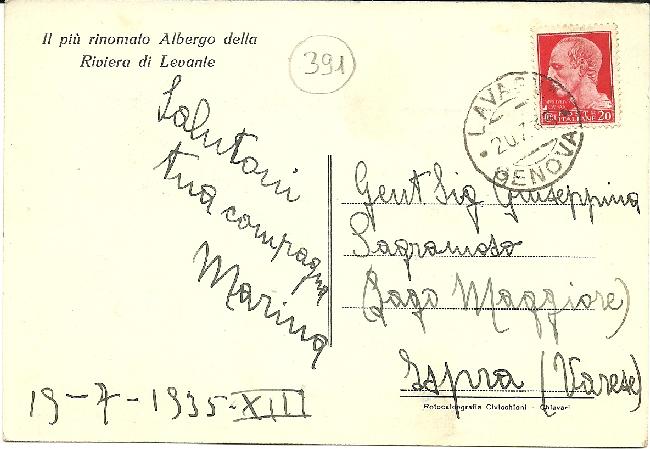 Il più rinomato Albergo della
Riviera di Levante
391
Salutoni
tua compagna
Marina
19-7-1935-XIII
LAVAGNA
20.7
GENOVA
POSTE
ITALIANE 20
Gent Sig Giuseppina
Sagramoso
(Lago Maggiore)
Ispra (Varese)
Rotocalcografia Civicchioni - Chiavari